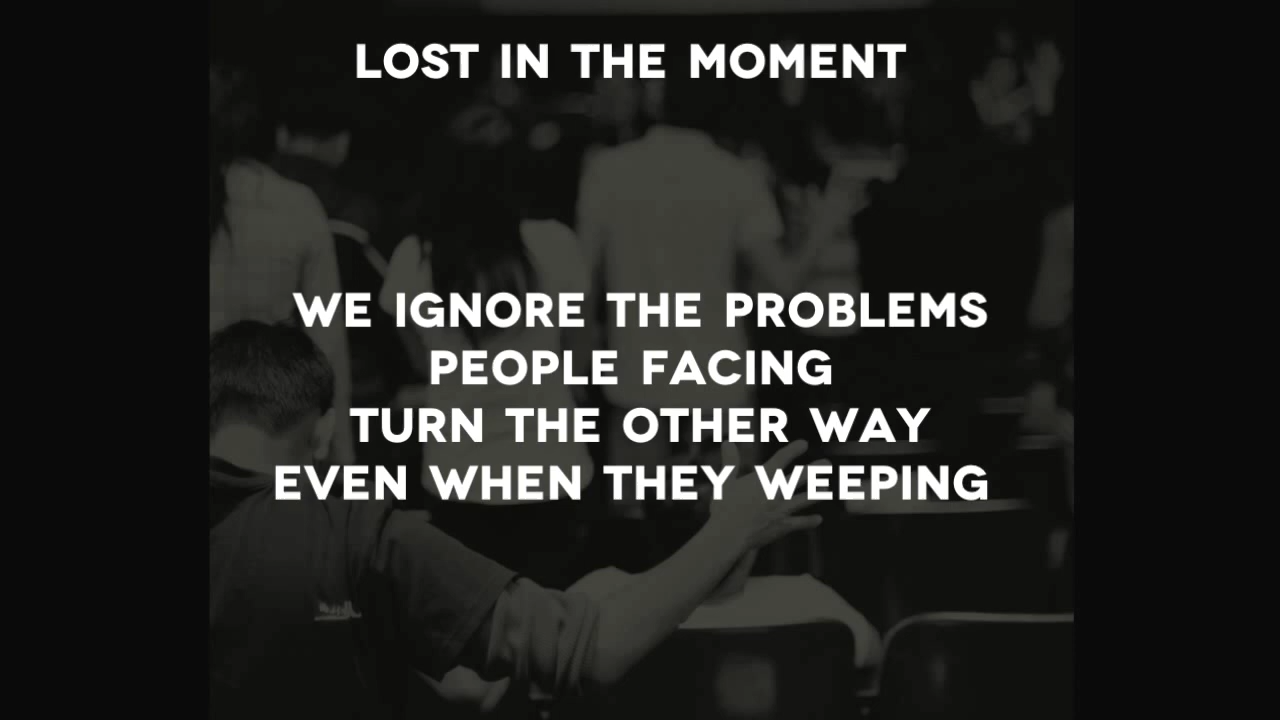 LOST IN THE MOMENT
WE IGNORE THE PROBLEMS
PEOPLE FACING
TURN THE OTHER WAY
EVEN WHEN THEY WEEPING